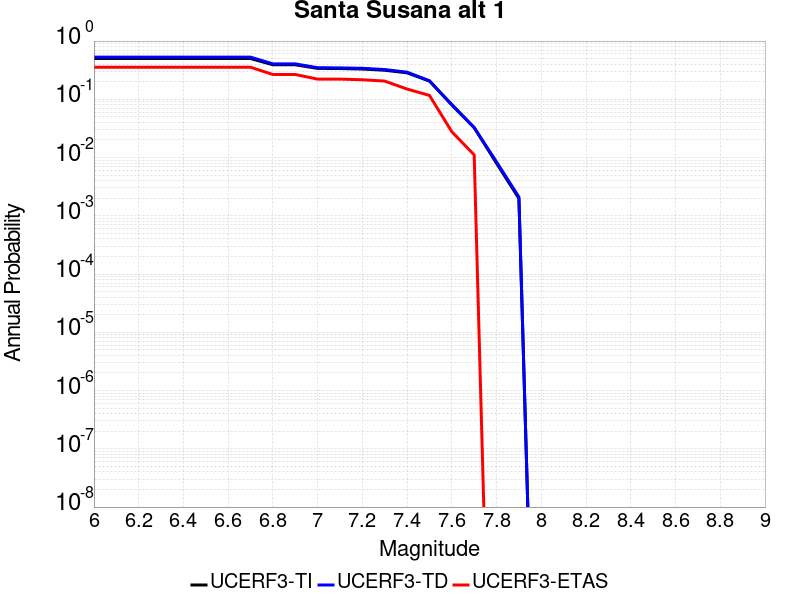 Santa Susana alt 1
10^0
10^-1
10^-2
10^-3
10^-4
10^-5
10^-6
10^-7
10^-8
Annual Probability
6 6.2 6.4 6.6 6.8 7 7.2 7.4 7.6 7.8 8 8.2 8.4 8.6 8.8 9
Magnitude
UCERF3-TI UCERF3-TD UCERF3-ETAS